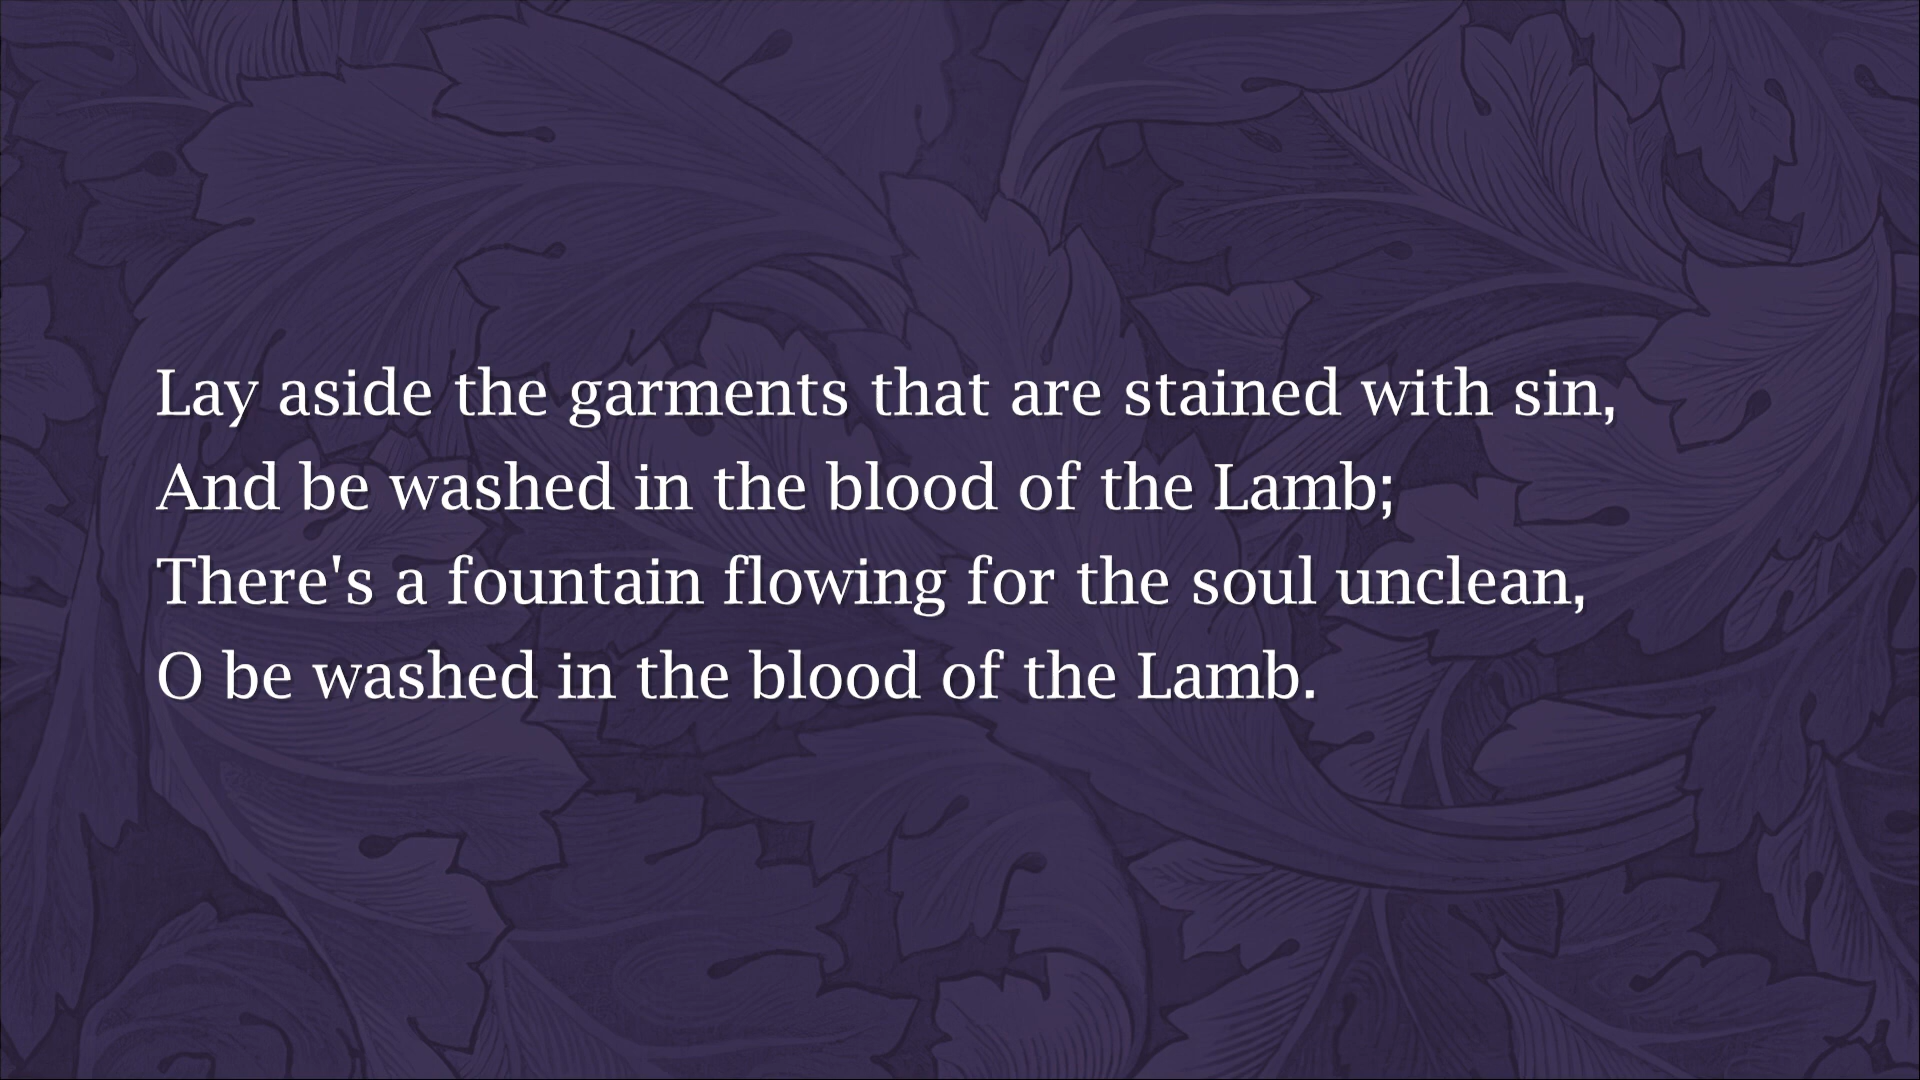 Lay aside the garments that are stained with sin,
And be washed in the blood of the Lamb;
There's a fountain flowing for the soul unclean,
O be washed in the blood of the Lamb.